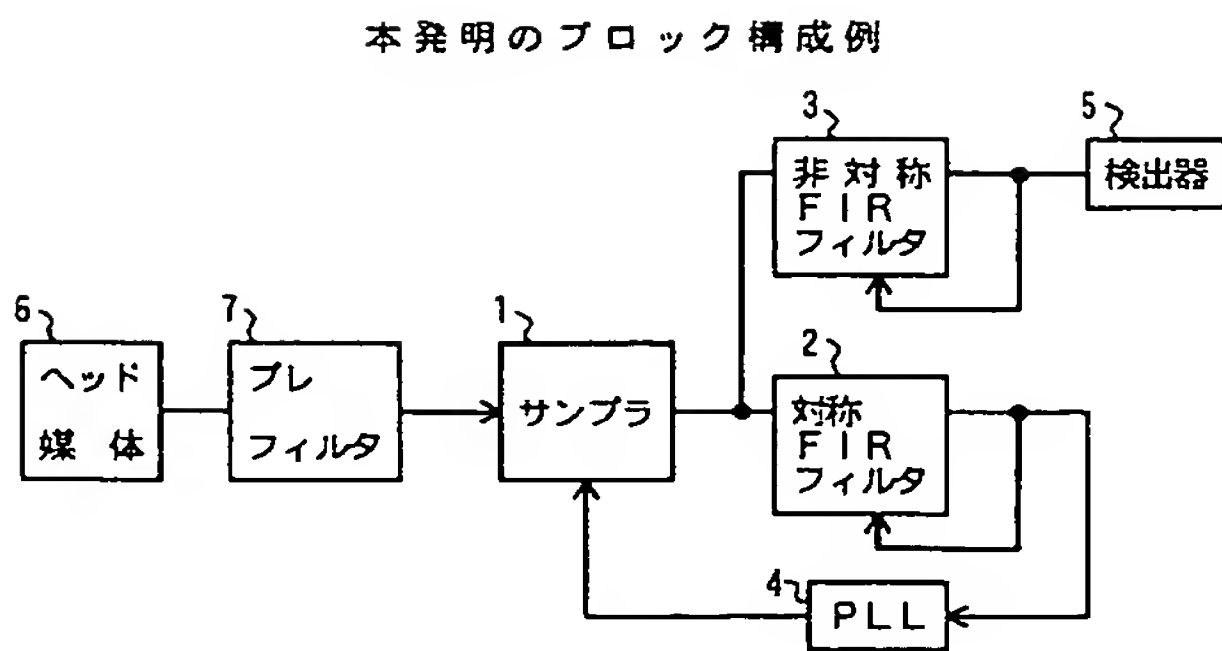 本発明のブロック構成例
3
非対称
FIR
フィルタ
5
検出器
6
ヘッド
媒体
7
プレ
フィルタ
1
サンプラ
2
対称
FIR
フィルタ
4
PLL